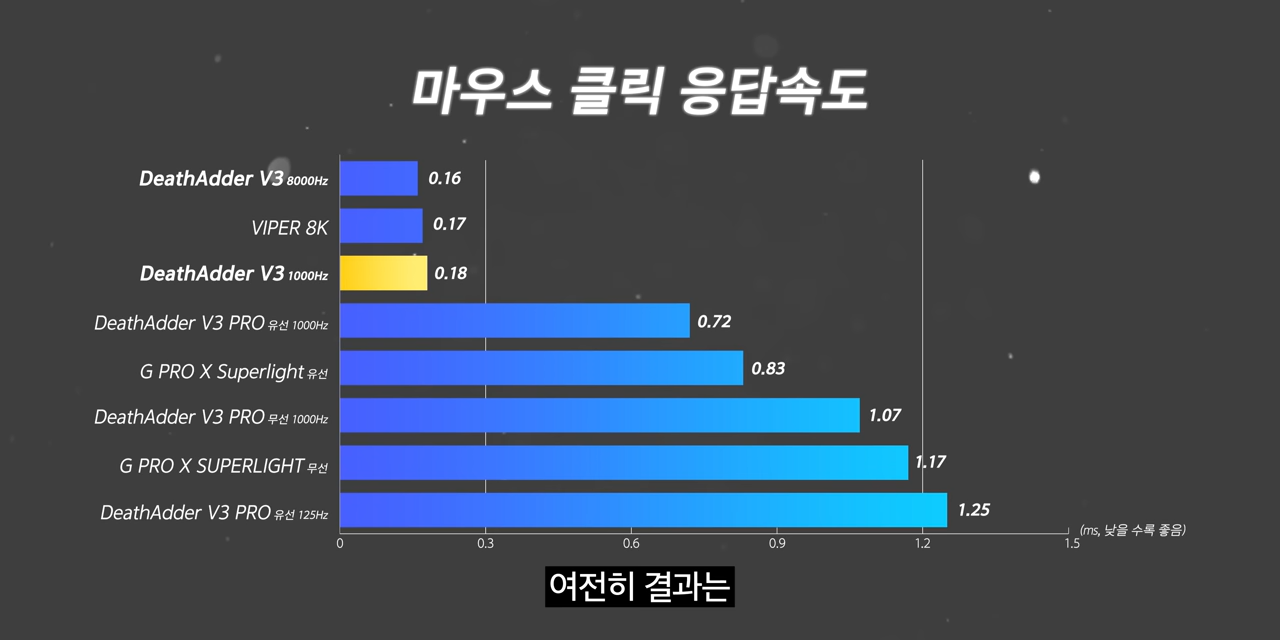 마우스 클릭 응답속도
DeathAdder V3 8000Hz 0.16
VIPER 8K 0.17
DeathAdder V3 1000Hz 0.18
DeathAdder V3 PRO 유선 1000Hz 0.72
G PRO X Superlight 유선 0.83
DeathAdder V3 PRO 무선 1000Hz 1.07
G PRO X SUPERLIGHT 무선 1.17
DeathAdder V3 PRO 유선 125Hz 1.25
(ms, 낮을 수록 좋음)
0 0.3 0.6 0.9 1.2 1.5
여전히 결과는